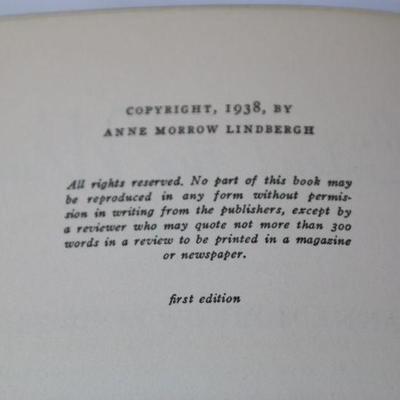 COPYRIGHT, 1938, BY
ANNE MORROW LINDBERGH
All rights reserved. No part of this book may
be reproduced in any form without permis-
sion in writing from the publishers, except by
a reviewer who may quote not more than 300
words in a review to be printed in a magazine
or newspaper.
first edition